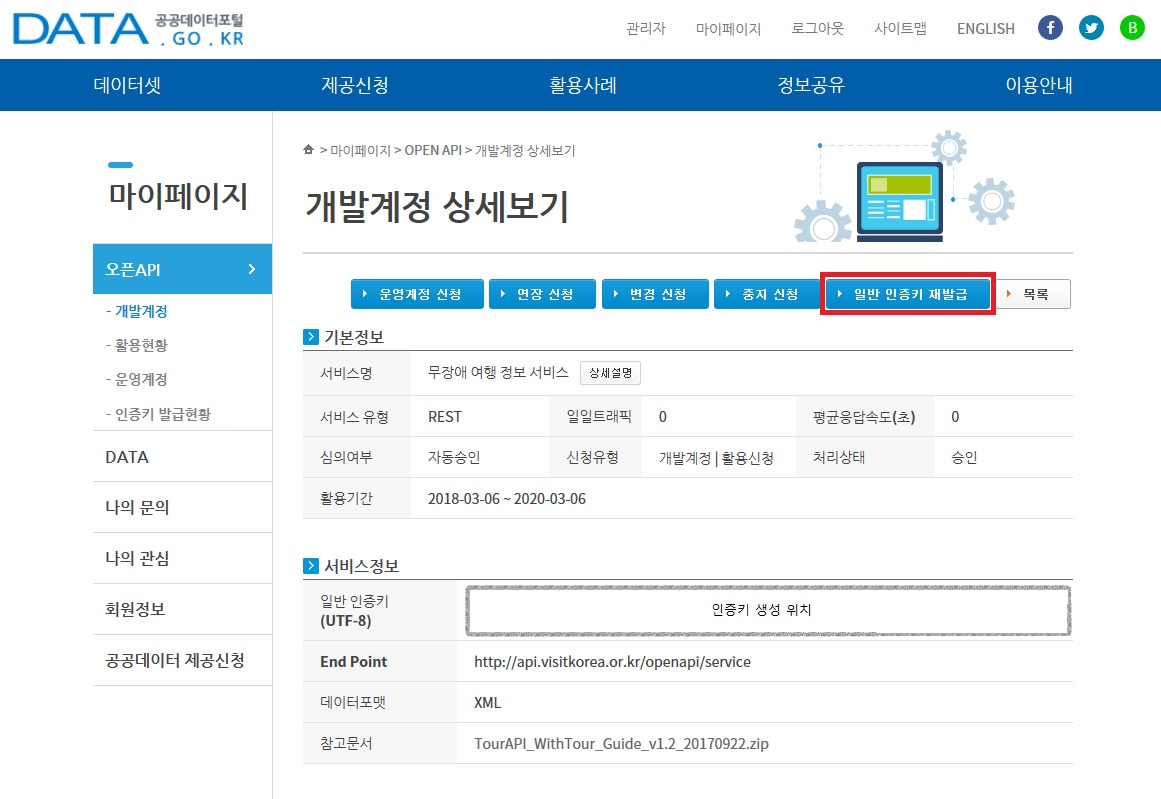 DATA 공공데이터포털
.GO.KR
관리자 마이페이지 로그아웃 사이트맵 ENGLISH f B
데이터셋 제공신청 활용사례 정보공유 이용안내
마이페이지
오픈API
- 개발계정
- 활용현황
- 운영계정
- 인증키 발급현황
DATA
나의 문의
나의 관심
회원정보
공공데이터 제공신청
> 마이페이지 > OPEN API > 개발계정 상세보기
개발계정 상세보기
운영계정 신청 연장 신청 변경 신청 중지 신청 일반 인증키 재발급 목록
기본정보
서비스명 무장애 여행 정보 서비스 상세설명
서비스 유형 REST 일일트래픽 0 평균응답속도(초) 0
심의여부 자동승인 신청유형 개발계정 | 활용신청 처리상태 승인
활용기간 2018-03-06 ~ 2020-03-06
서비스정보
일반 인증키
(UTF-8)
인증키 생성 위치
End Point http://api.visitkorea.or.kr/openapi/service
데이터포맷 XML
참고문서 TourAPI_WithTour_Guide_v1.2_20170922.zip